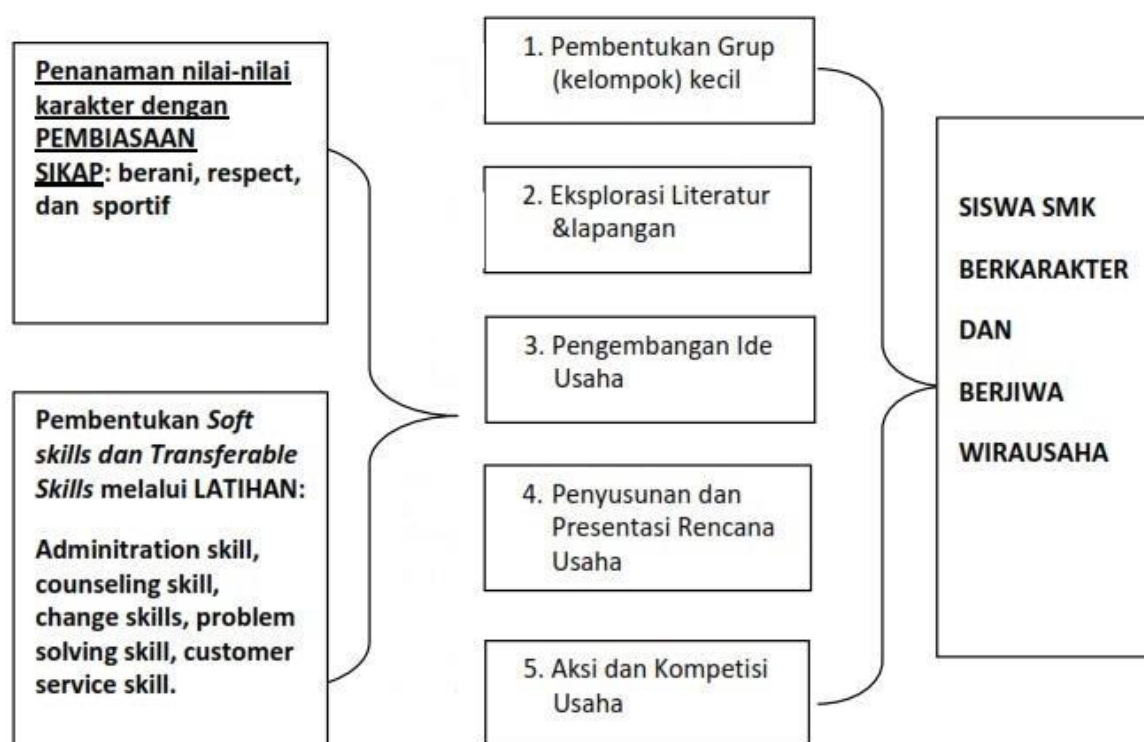 Penanaman nilai-nilai
karakter dengan
PEMBIASAAN
SIKAP: berani, respect,
dan sportif
Pembentukan Soft
skills dan Transferable
Skills melalui LATIHAN:
Adminitration skill,
counseling skill,
change skills, problem
solving skill, customer
service skill.
1. Pembentukan Grup
(kelompok) kecil
2. Eksplorasi Literatur
&lapangan
3. Pengembangan Ide
Usaha
4. Penyusunan dan
Presentasi Rencana
Usaha
5. Aksi dan Kompetisi
Usaha
SISWA SMK
BERKARAKTER
DAN
BERJIWA
WIRAUSAHA